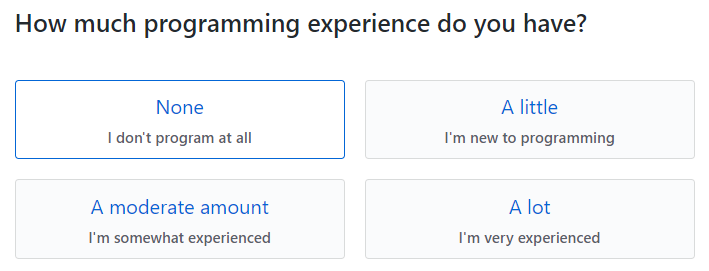 How much programming experience do you have?
None
I don't program at all
A little
I'm new to programming
A moderate amount
I'm somewhat experienced
A lot
I'm very experienced